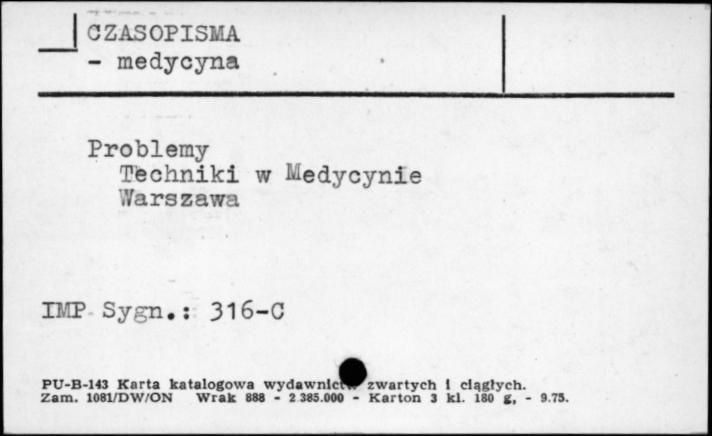 CZASOPISMA
- medycyna
Problemy
Techniki w Medycynie
Warszawa
IMP Sygn.: 316-C
PU-B-143 Karta katalogowa wydawnictw zwartych i ciągłych.
Zam. 1081/DW/ON Wrak 888 - 2.385.000 - Karton 3 kl. 180 g, - 9.75.